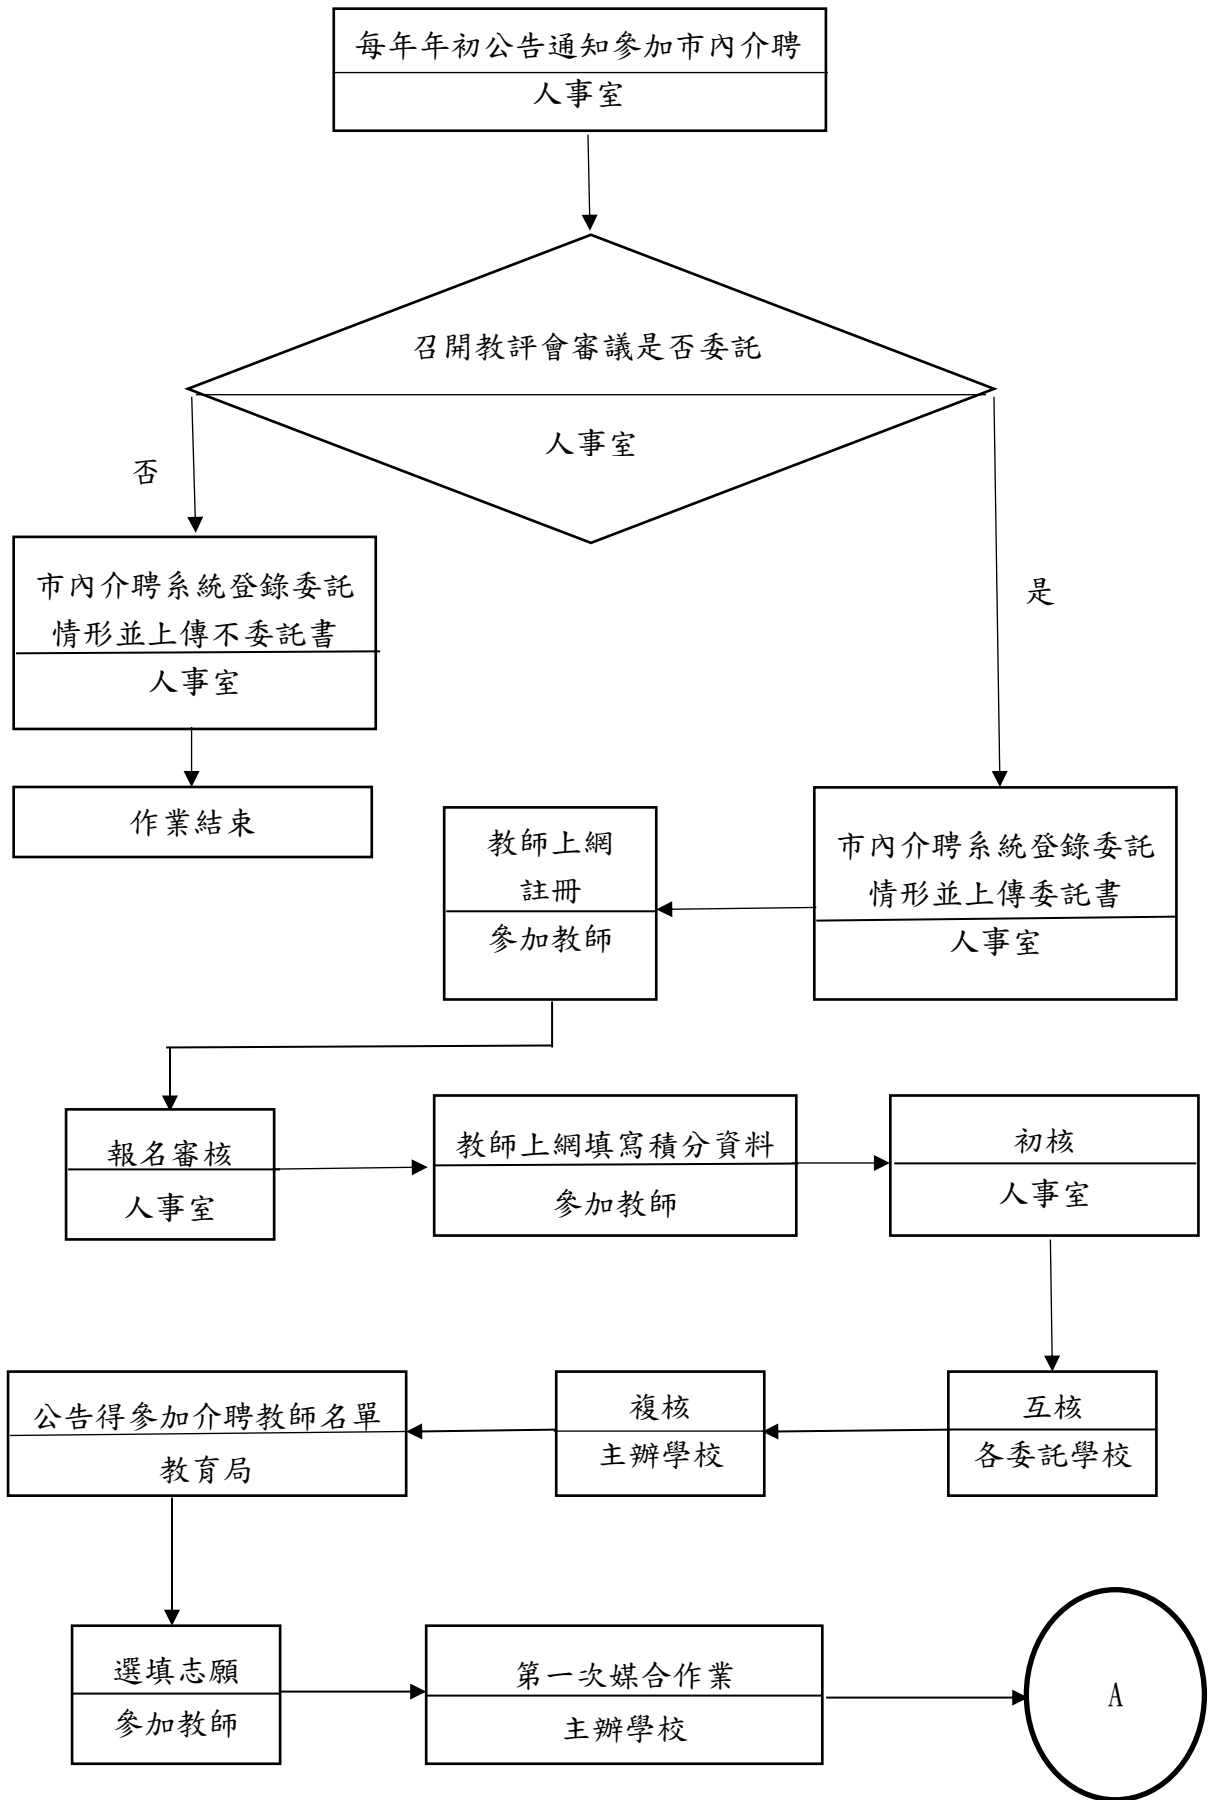 每年年初公告通知參加市內介聘
人事室
召開教評會審議是否委託
人事室
否
是
市內介聘系統登錄委託
情形並上傳不委託書
人事室
作業結束
市內介聘系統登錄委託
情形並上傳委託書
人事室
教師上網
註冊
參加教師
報名審核
人事室
教師上網填寫積分資料
參加教師
初核
人事室
互核
各委託學校
複核
主辦學校
公告得參加介聘教師名單
教育局
選填志願
參加教師
第一次媒合作業
主辦學校
A